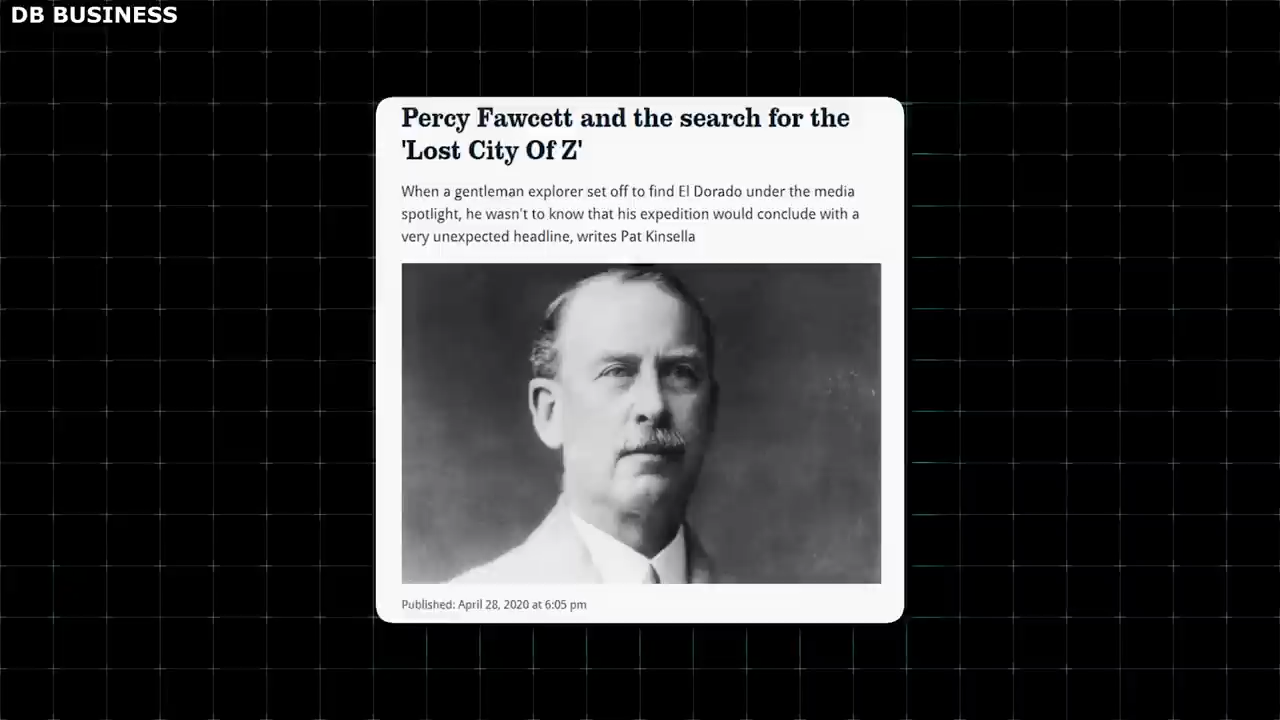 DB BUSINESS
Percy Fawcett and the search for the
'Lost City Of Z'
When a gentleman explorer set off to find El Dorado under the media
spotlight, he wasn't to know that his expedition would conclude with a
very unexpected headline, writes Pat Kinsella
Published: April 28, 2020 at 6:05 pm